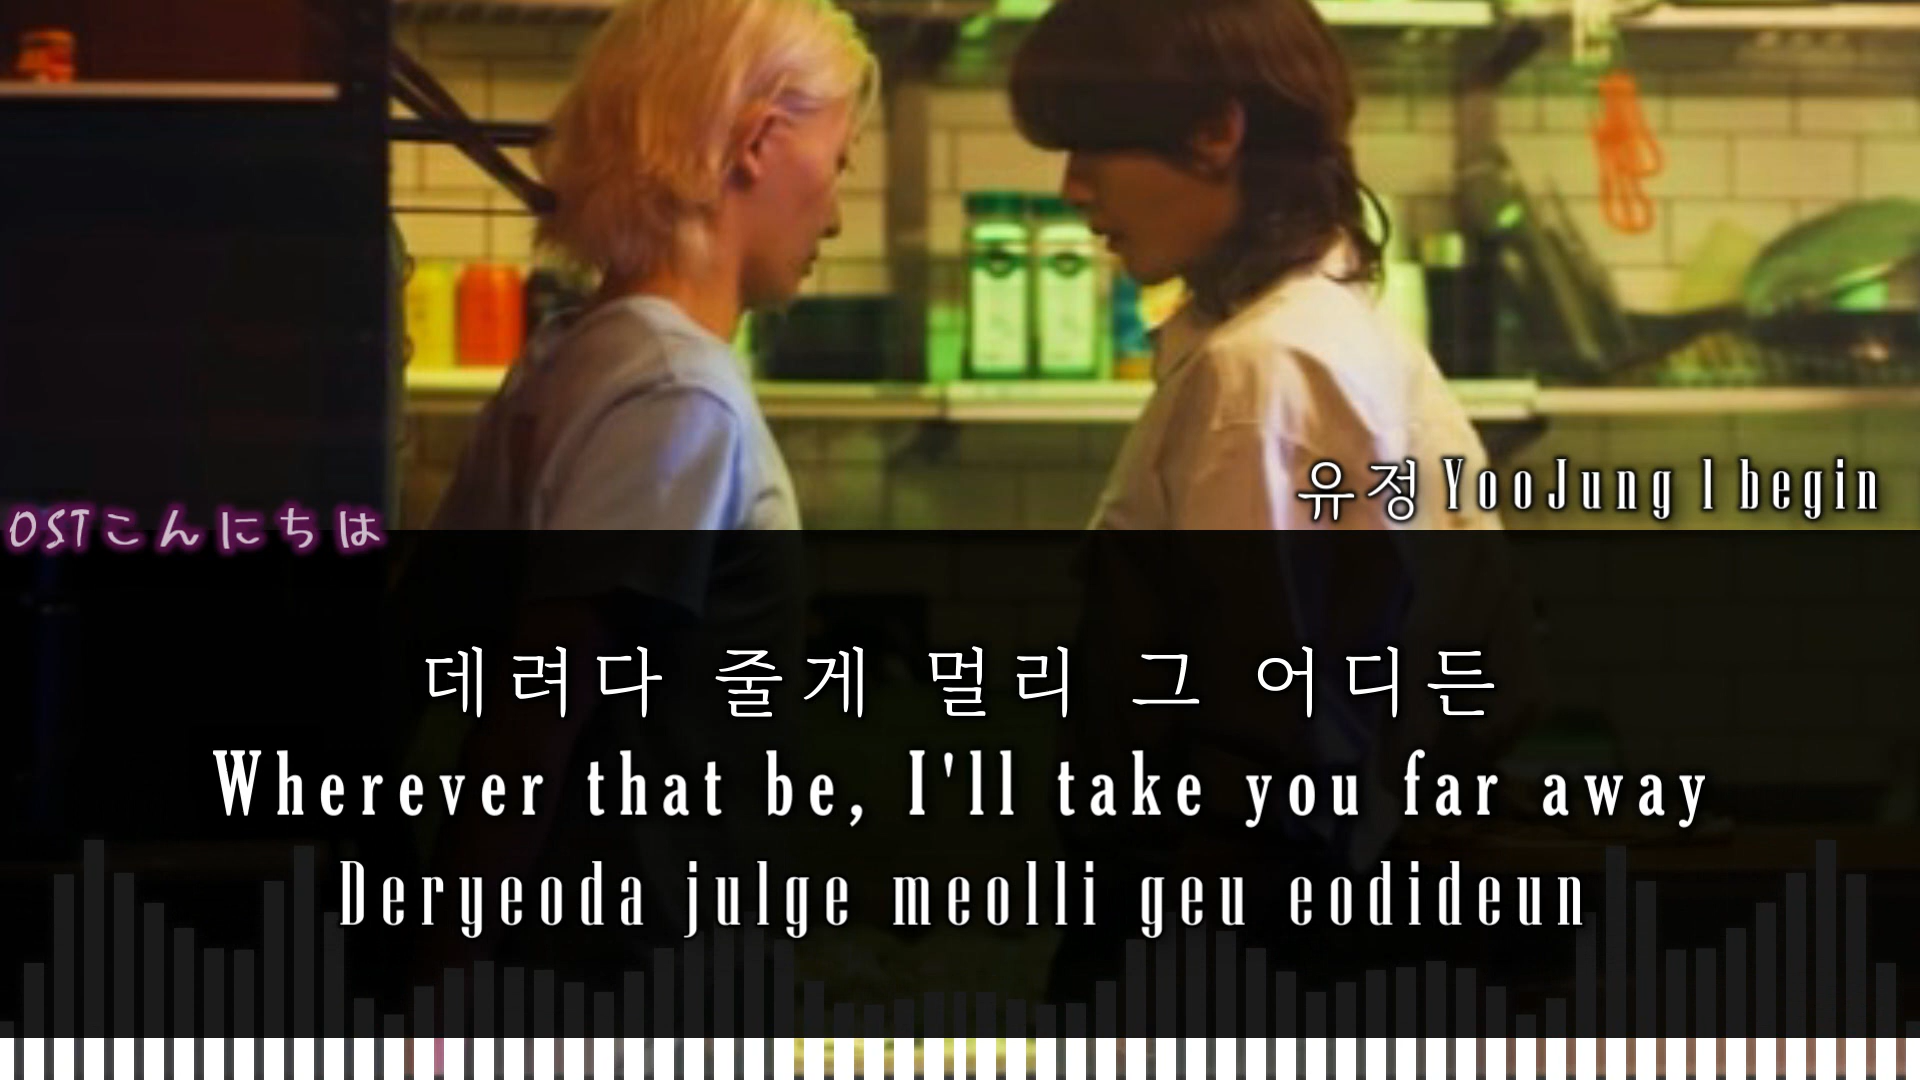 유정 YooJung I begin
OSTこんにちは
데려다 줄게 멀리 그 어디든
Wherever that be, I'll take you far away
Deryeoda julge meolli geu eodideun